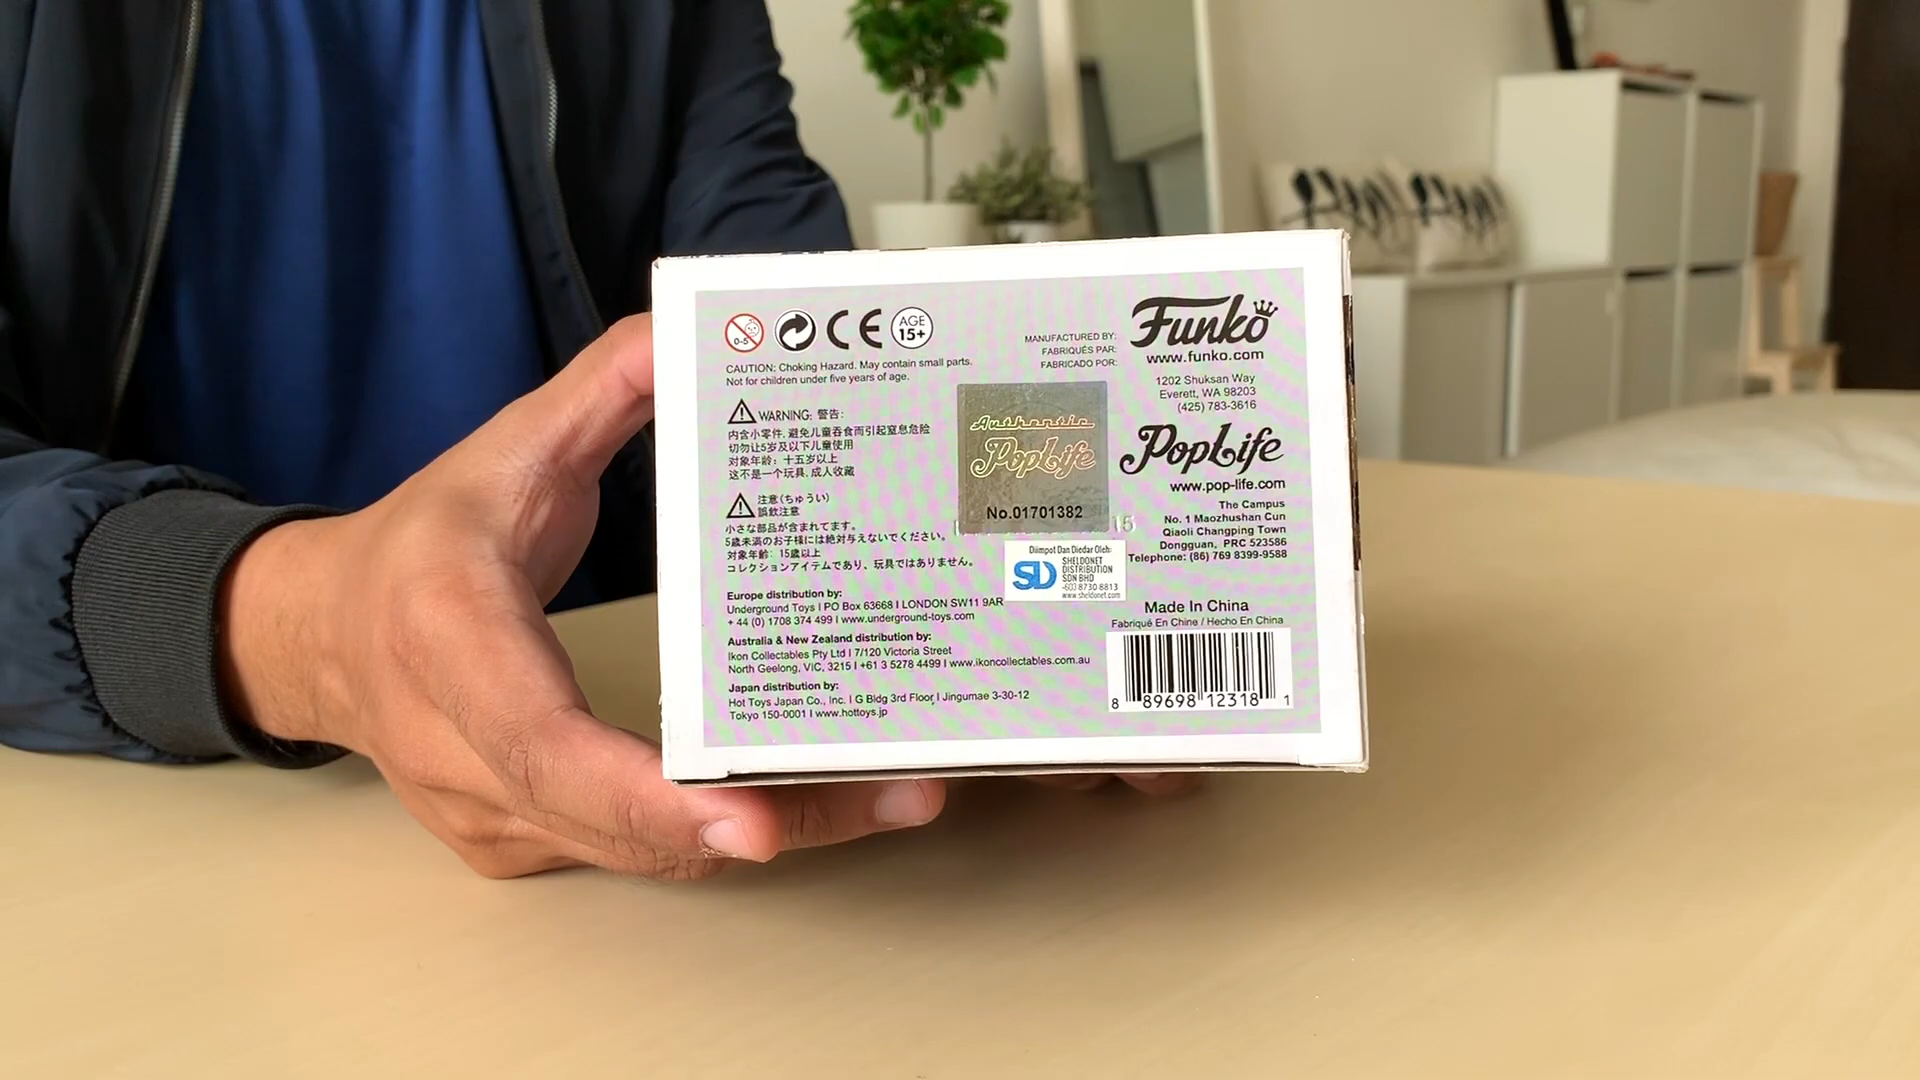 0-5
CE
AGE
15+
CAUTION: Choking Hazard. May contain small parts.
Not for children under five years of age.
WARNING: 警告:
内含小零件, 避免儿童吞食而引起窒息危险
切勿让5岁及以下儿童使用
对象年龄: 十五岁以上
这不是一个玩具, 成人收藏
注意(ちゅうい)
誤飲注意
小さな部品が含まれてます。
5歳未満のお子様には絶対与えないでください。
対象年齢: 15歳以上
コレクションアイテムであり、玩具ではありません。
Europe distribution by:
Underground Toys I PO Box 63668 I LONDON SW11 9AR
+ 44 (0) 1708 374 499 I www.underground-toys.com
Australia & New Zealand distribution by:
Ikon Collectables Pty Ltd I 7/120 Victoria Street
North Geelong, VIC, 3215 I +61 3 5278 4499 I www.ikoncollectables.com.au
Japan distribution by:
Hot Toys Japan Co., Inc. I G Bldg 3rd Floor I Jingumae 3-30-12
Tokyo 150-0001 I www.hottoys.jp
MANUFACTURED BY:
FABRIQUÉS PAR:
FABRICADO POR:
Funko
www.funko.com
1202 Shuksan Way
Everett, WA 98203
(425) 783-3616
Authentic
PopLife
No.01701382
15
PopLife
www.pop-life.com
The Campus
No. 1 Maozhushan Cun
Qiaoli Changping Town
Dongguan, PRC 523586
Telephone: (86) 769 8399-9588
Diimpot Dan Diedar Oleh:
SD
SHELDONET
DISTRIBUTION
SDN BHD
-603 8730 8813
www.sheldonet.com
Made In China
Fabriqué En Chine / Hecho En China
8 89698 12318 1